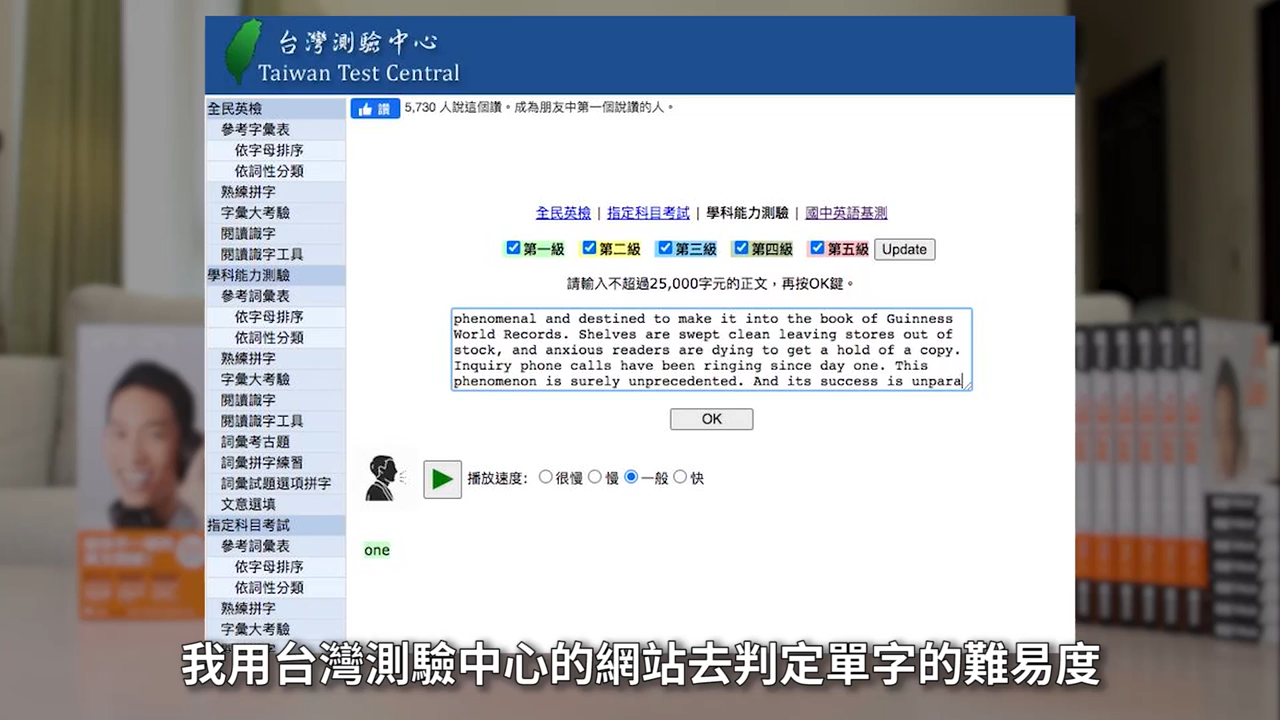 台灣測驗中心
Taiwan Test Central
全民英檢
參考字彙表
依字母排序
依詞性分類
熟練拼字
字彙大考驗
閱讀識字
閱讀識字工具
學科能力測驗
參考詞彙表
依字母排序
依詞性分類
熟練拼字
字彙大考驗
閱讀識字
閱讀識字工具
詞彙考古題
詞彙拼字練習
詞彙試題選項拼字
文意選填
指定科目考試
參考詞彙表
依字母排序
依詞性分類
熟練拼字
字彙大考驗
讚 5,730 人說這個讚。成為朋友中第一個說讚的人。
全民英檢 | 指定科目考試 | 學科能力測驗 | 國中英語基測
第一級 第二級 第三級 第四級 第五級 Update
請輸入不超過25,000字元的正文，再按OK鍵。
phenomenal and destined to make it into the book of Guinness
World Records. Shelves are swept clean leaving stores out of
stock, and anxious readers are dying to get a hold of a copy.
Inquiry phone calls have been ringing since day one. This
phenomenon is surely unprecedented. And its success is unpara
OK
播放速度: 很慢 慢 一般 快
one
我用台灣測驗中心的網站去判定單字的難易度